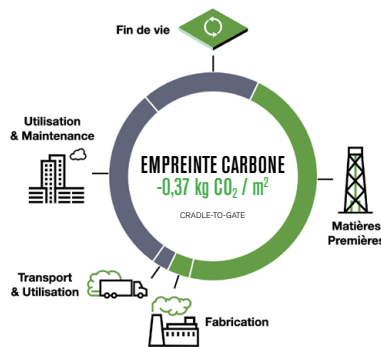 Fin de vie
Utilisation
& Maintenance
EMPREINTE CARBONE
-0,37 kg CO₂ / m²
CRADLE-TO-GATE
Matières
Premières
Transport
& Utilisation
Fabrication